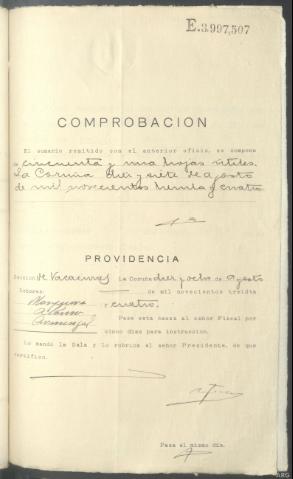 E.3997,507
COMPROBACION
El sumario remitido con el anterior oficio, se compone
de cincuenta y una hojas útiles.
La Coruña diez y siete de agosto
de mil novecientos treinta y cuatro
PROVIDENCIA
Sección de Vacaciones La Coruña diez y ocho de agosto
Señores: de mil novecientos treinta
y cuatro.
Pase esta causa al señor Fiscal por
cinco días para instrucción.
Lo mandó la Sala y lo rubrica el señor Presidente, de que
certifico.
Pasa el mismo día.
ARG